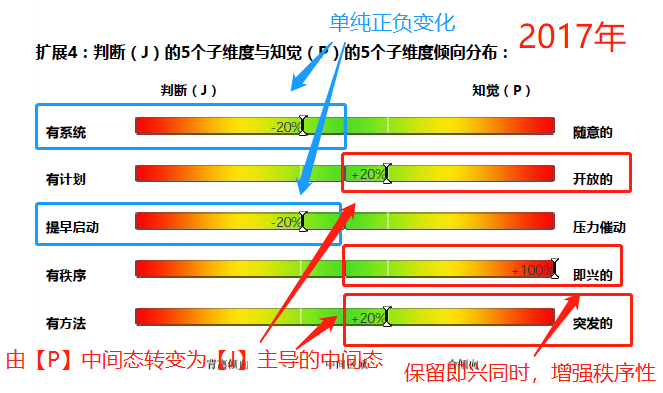 单纯正负变化
2017年
扩展4：判断（J）的5个子维度与知觉（P）的5个子维度倾向分布：
判断（J）
知觉（P）
有系统
-20%
随意的
有计划
+20%
开放的
提早启动
-20%
压力催动
有秩序
+100%
即兴的
有方法
+20%
突发的
由【P】中间态转变为【J】主导的中间态
保留即兴同时，增强秩序性